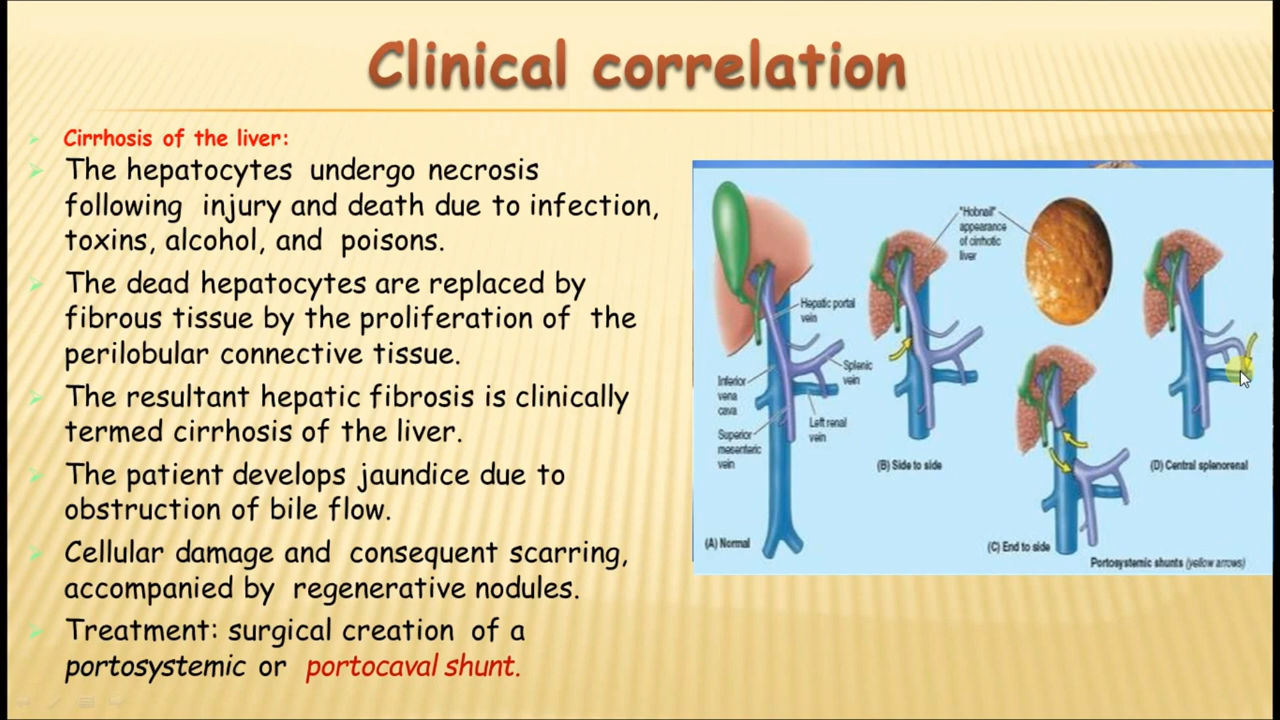 Clinical correlation
Cirrhosis of the liver:
The hepatocytes undergo necrosis
following injury and death due to infection,
toxins, alcohol, and poisons.
The dead hepatocytes are replaced by
fibrous tissue by the proliferation of the
perilobular connective tissue.
The resultant hepatic fibrosis is clinically
termed cirrhosis of the liver.
The patient develops jaundice due to
obstruction of bile flow.
Cellular damage and consequent scarring,
accompanied by regenerative nodules.
Treatment: surgical creation of a
portosystemic or portocaval shunt.
Hepatic portal
vein
Splenic
vein
Inferior
vena
cava
Left renal
vein
Superior
mesenteric
vein
(A) Normal
"Hobnail"
appearance
of cirrhotic
liver
(B) Side to side
(C) End to side
(D) Central splenorenal
Portosystemic shunts (yellow arrows)